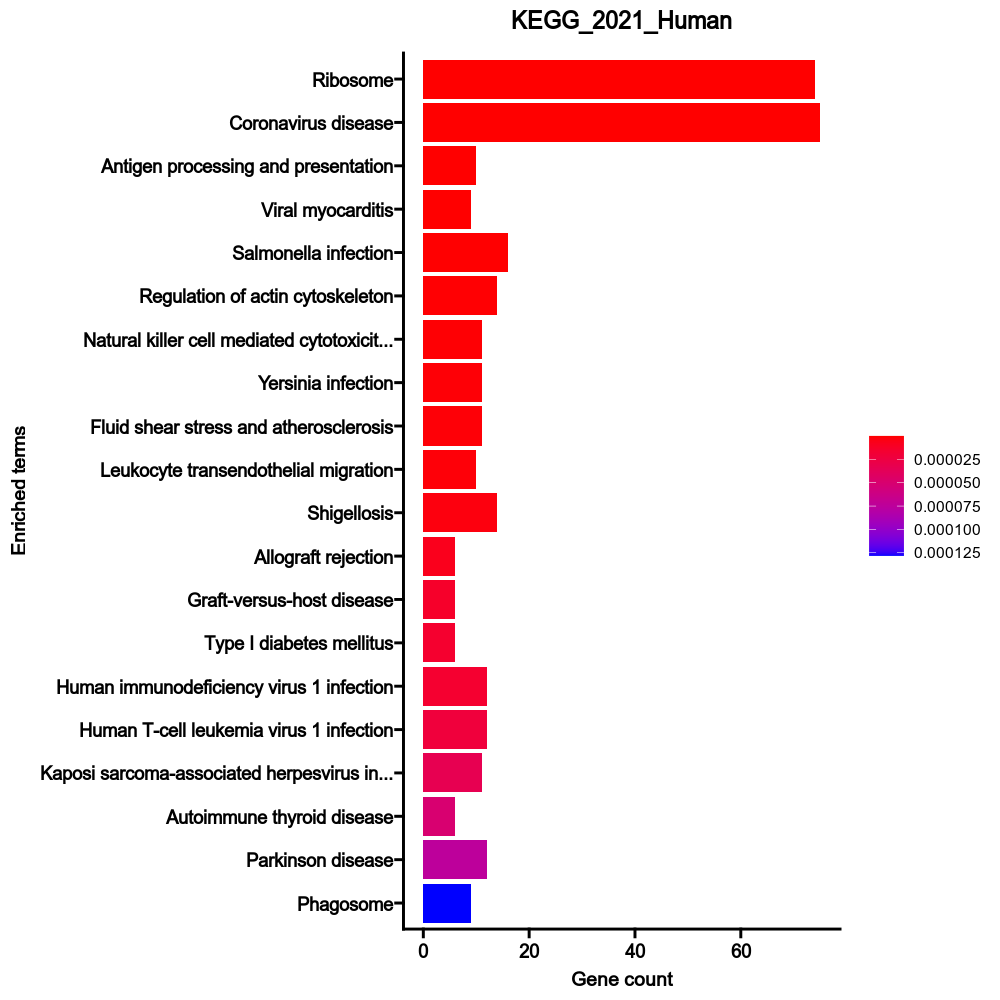 KEGG_2021_Human
Ribosome
Coronavirus disease
Antigen processing and presentation
Viral myocarditis
Salmonella infection
Regulation of actin cytoskeleton
Natural killer cell mediated cytotoxicit...
Yersinia infection
Fluid shear stress and atherosclerosis
Leukocyte transendothelial migration
Shigellosis
Allograft rejection
Graft-versus-host disease
Type I diabetes mellitus
Human immunodeficiency virus 1 infection
Human T-cell leukemia virus 1 infection
Kaposi sarcoma-associated herpesvirus in...
Autoimmune thyroid disease
Parkinson disease
Phagosome
Enriched terms
0 20 40 60
Gene count
0.000025
0.000050
0.000075
0.000100
0.000125